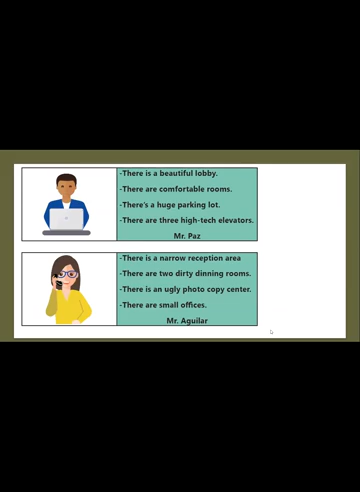 -There is a beautiful lobby.
-There are comfortable rooms.
-There's a huge parking lot.
-There are three high-tech elevators.
Mr. Paz
-There is a narrow reception area
-There are two dirty dinning rooms.
-There is an ugly photo copy center.
-There are small offices.
Mr. Aguilar